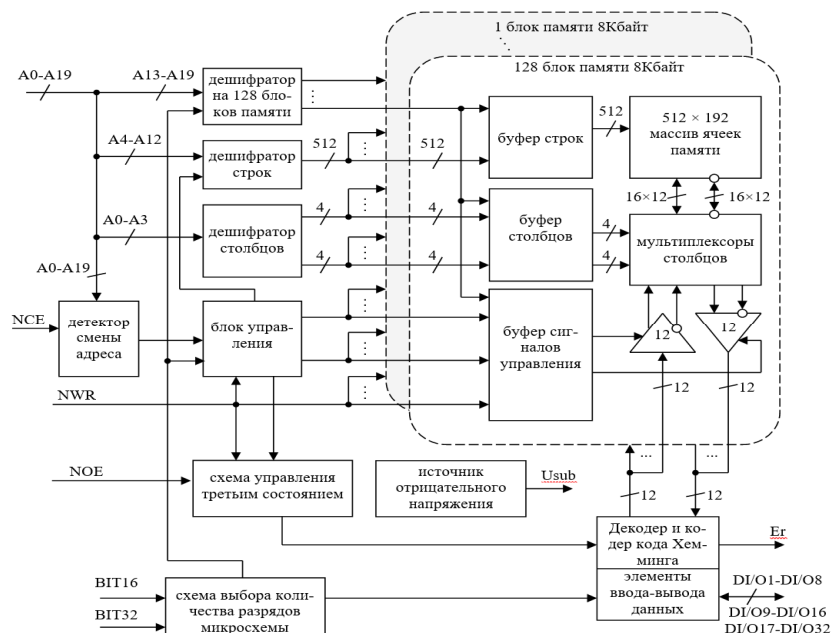 1 блок памяти 8Кбайт
128 блок памяти 8Кбайт
A0-A19
A13-A19
дешифратор
на 128 бло-
ков памяти
A4-A12
дешифратор
строк
512
512
буфер строк
512
512 × 192
массив ячеек
памяти
16×12
16×12
A0-A3
дешифратор
столбцов
4
4
4
4
буфер
столбцов
4
4
мультиплексоры
столбцов
A0-A19
NCE
детектор
смены
адреса
блок управ-
ления
буфер сиг-
налов
управления
12
12
NWR
12
12
NOE
схема управления
третьим состоянием
источник
отрицательного
напряжения
Usub
...
...
12
12
Декодер и ко-
дер кода Хем-
минга
Er
элементы
ввода-вывода
данных
DI/O1-DI/O8
DI/O9-DI/O16
DI/O17-DI/O32
BIT16
BIT32
схема выбора коли-
чества разрядов
микросхемы